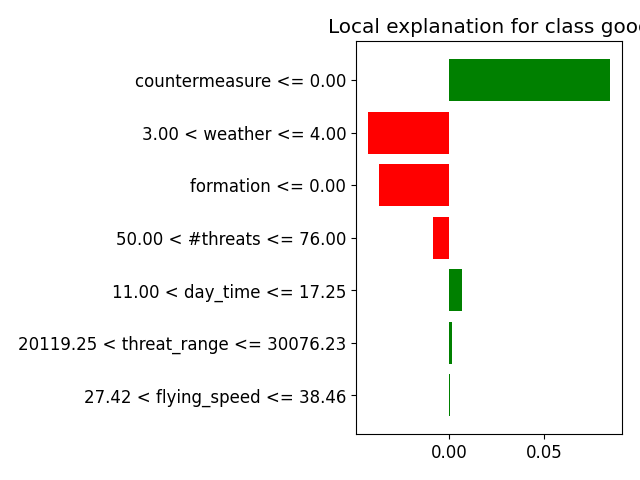 Local explanation for class good
countermeasure <= 0.00
3.00 < weather <= 4.00
formation <= 0.00
50.00 < #threats <= 76.00
11.00 < day_time <= 17.25
20119.25 < threat_range <= 30076.23
27.42 < flying_speed <= 38.46
0.00 0.05